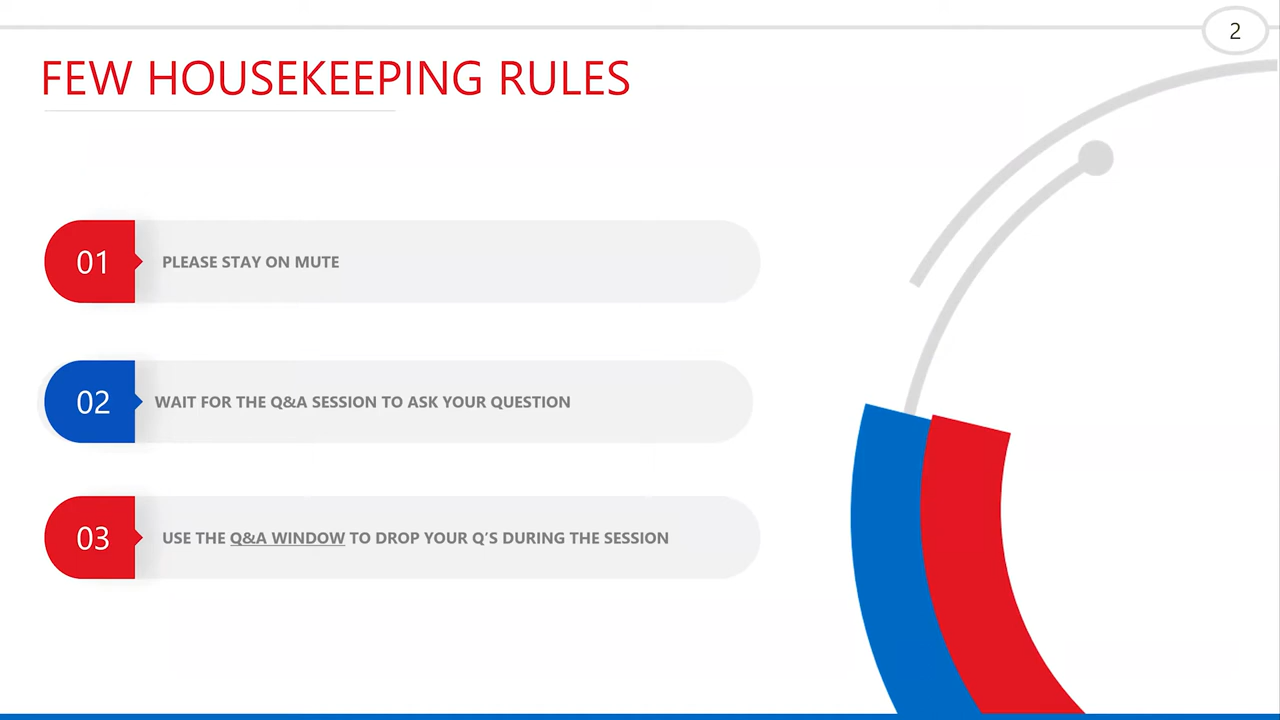 2
FEW HOUSEKEEPING RULES
01
PLEASE STAY ON MUTE
02
WAIT FOR THE Q&A SESSION TO ASK YOUR QUESTION
03
USE THE Q&A WINDOW TO DROP YOUR Q’S DURING THE SESSION